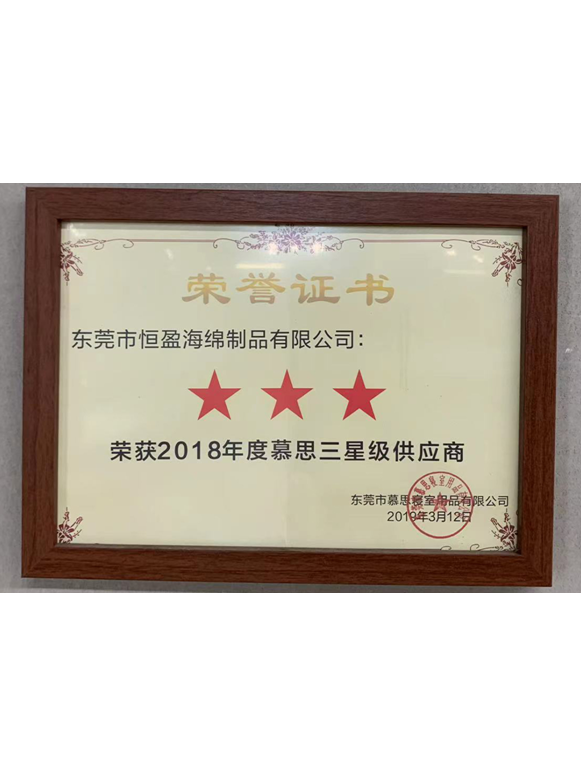 荣誉证书
东莞市恒盈海绵制品有限公司：
荣获2018年度慕思三星级供应商
东莞市慕思寝室用品有限公司
2019年3月12日